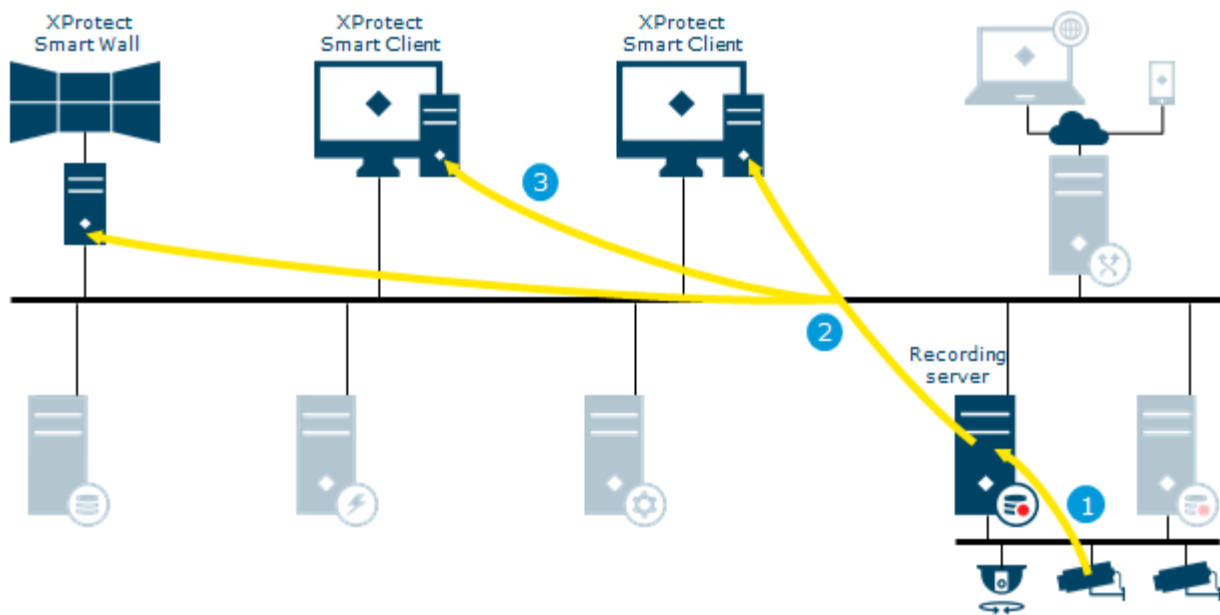 XProtect
Smart Wall
XProtect
Smart Client
XProtect
Smart Client
3
2
Recording
server
1